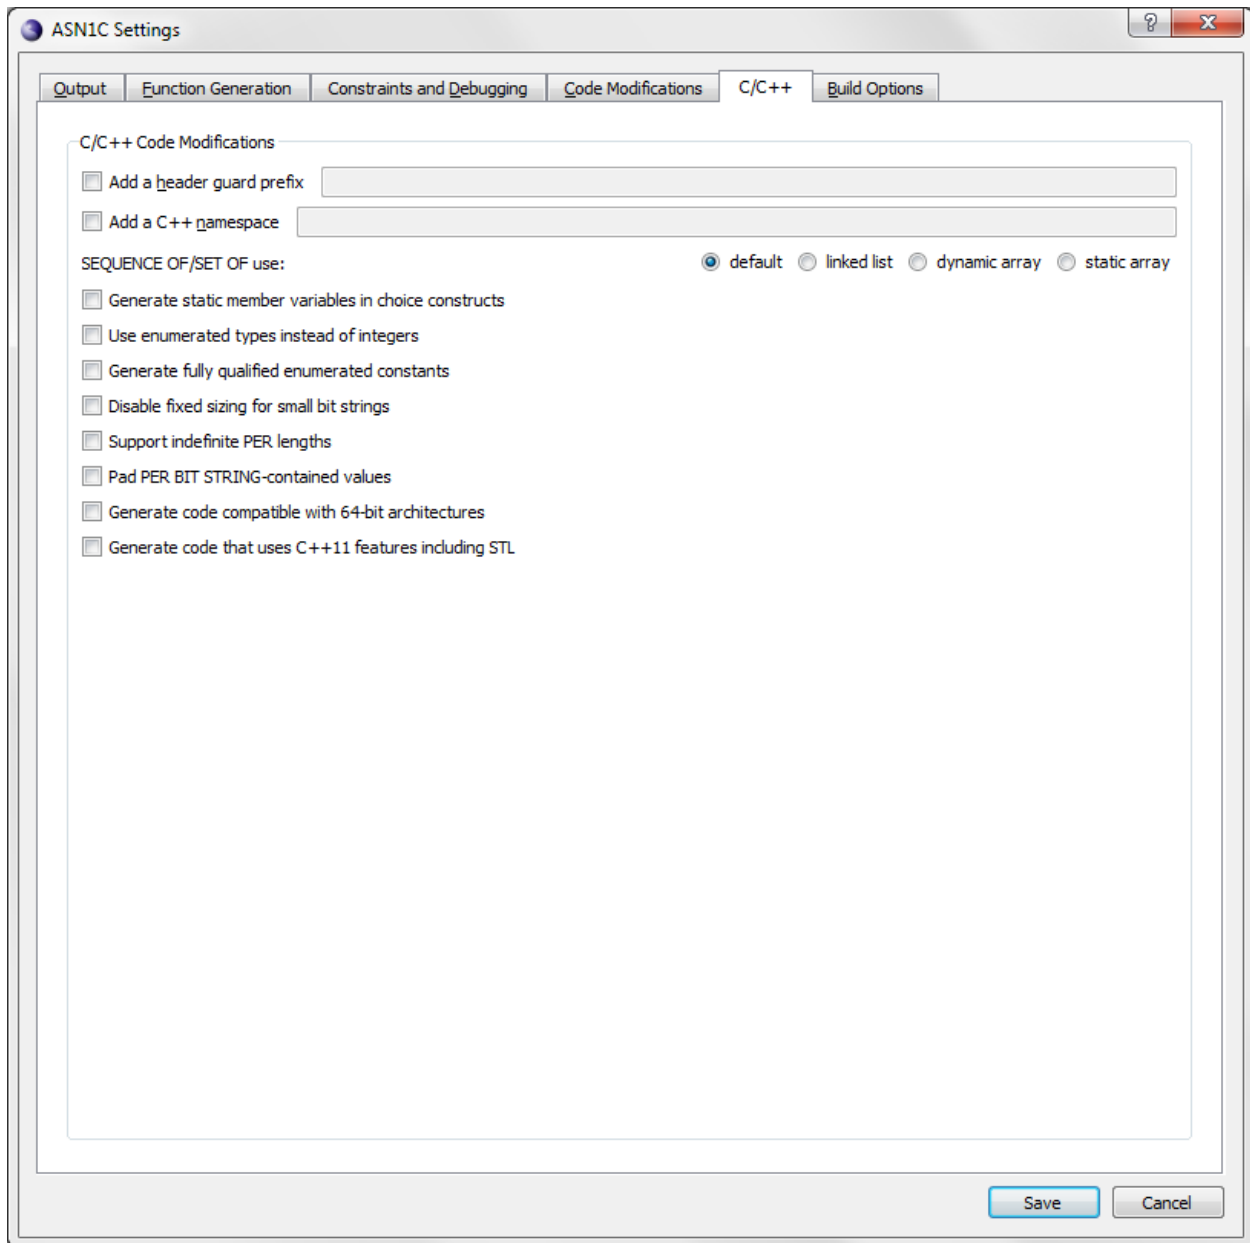 ASN1C Settings
Output Function Generation Constraints and Debugging Code Modifications C/C++ Build Options
C/C++ Code Modifications
Add a header guard prefix
Add a C++ namespace
SEQUENCE OF/SET OF use: default linked list dynamic array static array
Generate static member variables in choice constructs
Use enumerated types instead of integers
Generate fully qualified enumerated constants
Disable fixed sizing for small bit strings
Support indefinite PER lengths
Pad PER BIT STRING-contained values
Generate code compatible with 64-bit architectures
Generate code that uses C++11 features including STL
Save Cancel